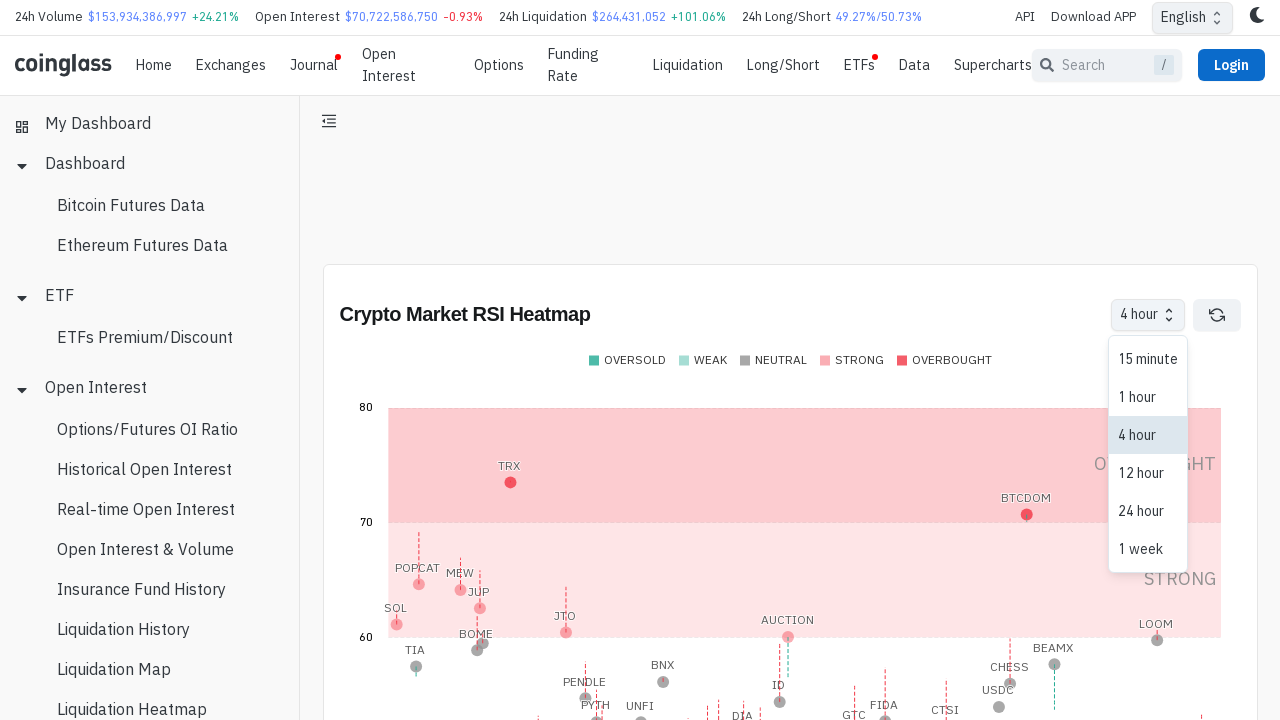 24h Volume $153,934,386,997 +24.21% Open Interest $70,722,586,750 -0.93% 24h Liquidation $264,431,052 +101.06% 24h Long/Short 49.27%/50.73% API Download APP English
coinglass Home Exchanges Journal Open Interest Options Funding Rate Liquidation Long/Short ETFs Data Supercharts Search / Login
My Dashboard
Dashboard
Bitcoin Futures Data
Ethereum Futures Data
ETF
ETFs Premium/Discount
Open Interest
Options/Futures OI Ratio
Historical Open Interest
Real-time Open Interest
Open Interest & Volume
Insurance Fund History
Liquidation History
Liquidation Map
Liquidation Heatmap
Crypto Market RSI Heatmap 4 hour
15 minute
1 hour
4 hour
12 hour
24 hour
1 week
OVERSOLD WEAK NEUTRAL STRONG OVERBOUGHT
80
TRX
BTCDOM
70
POPCAT
MEW
STRONG
JUP
SOL
JTO
AUCTION
LOOM
60
BOME
TIA
BEAMX
BNX
CHESS
PENDLE
ID
USDC
PYTH
UNFI
FIDA
CTSI
GTC
DIA